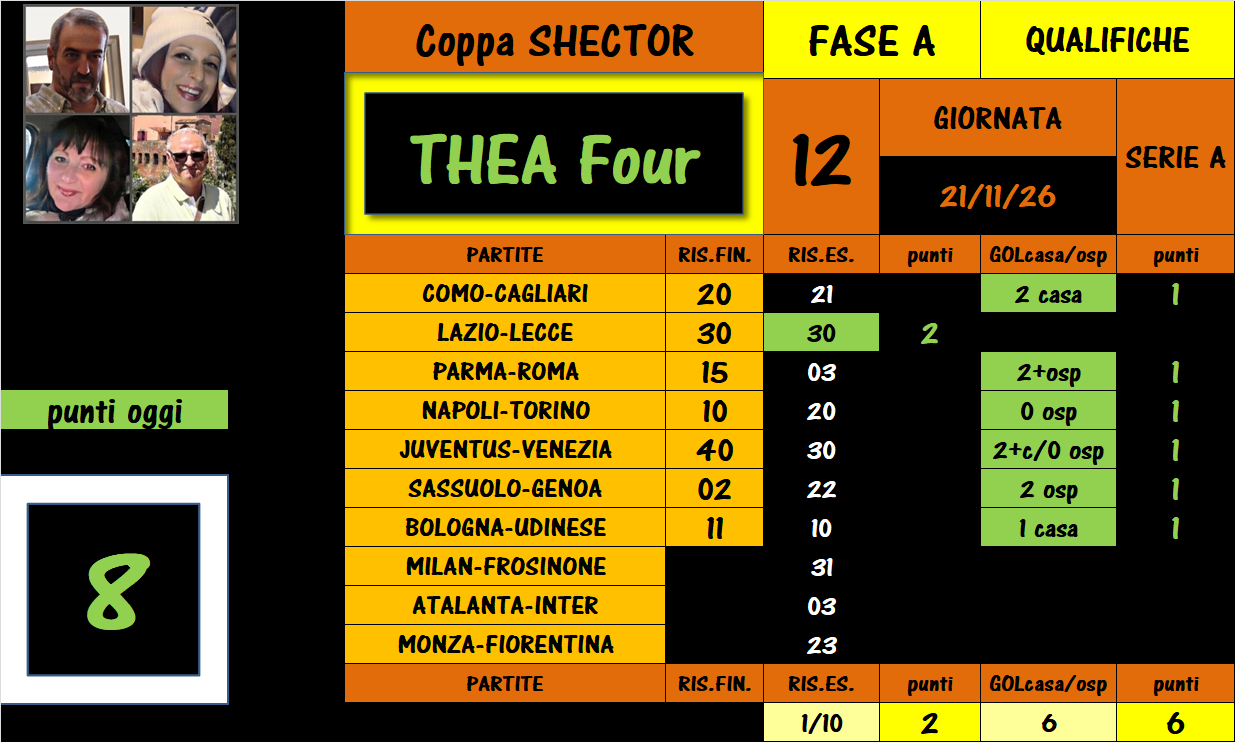 Coppa SHECTOR FASE A QUALIFICHE
THEA Four 12 GIORNATA SERIE A
21/11/26
PARTITE RIS.FIN. RIS.ES. punti GOLcasa/osp punti
COMO-CAGLIARI 20 21 2 casa 1
LAZIO-LECCE 30 30 2
PARMA-ROMA 15 03 2+osp 1
NAPOLI-TORINO 10 20 0 osp 1
punti oggi
JUVENTUS-VENEZIA 40 30 2+c/0 osp 1
SASSUOLO-GENOA 02 22 2 osp 1
BOLOGNA-UDINESE 11 10 1 casa 1
MILAN-FROSINONE 31
8
ATALANTA-INTER 03
MONZA-FIORENTINA 23
PARTITE RIS.FIN. RIS.ES. punti GOLcasa/osp punti
1/10 2 6 6